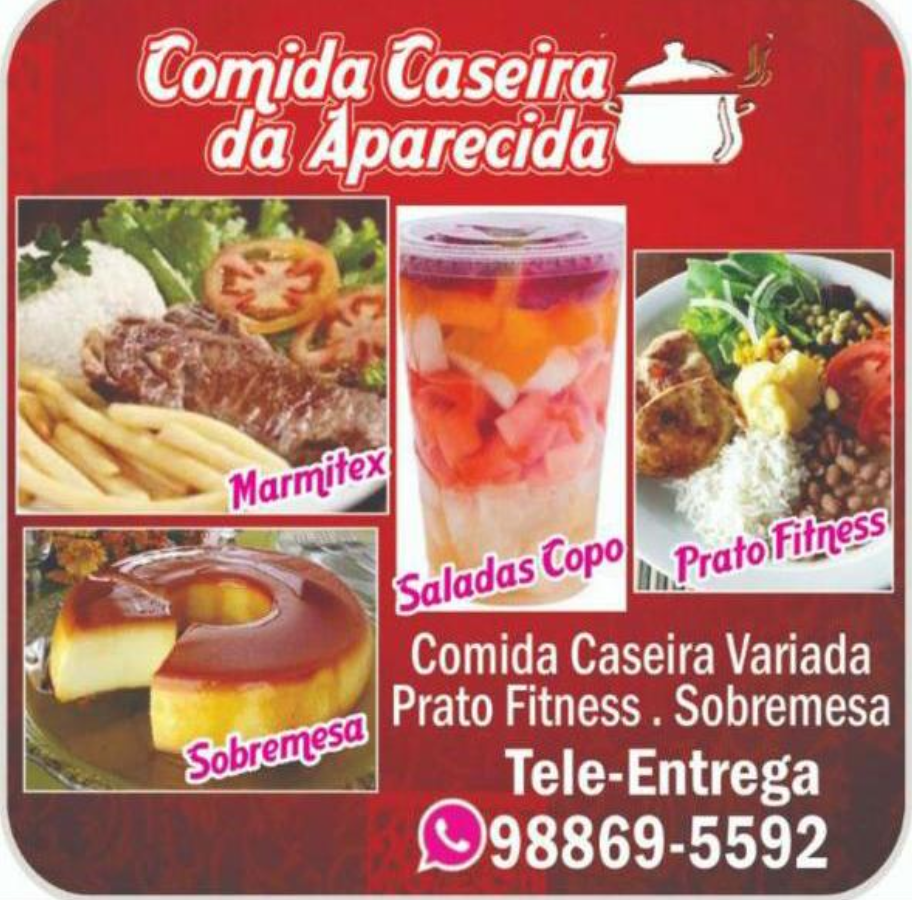 Comida Caseira
da Aparecida
Marmitex
Saladas Copo
Prato Fitness
Sobremesa
Comida Caseira Variada
Prato Fitness . Sobremesa
Tele-Entrega
98869-5592